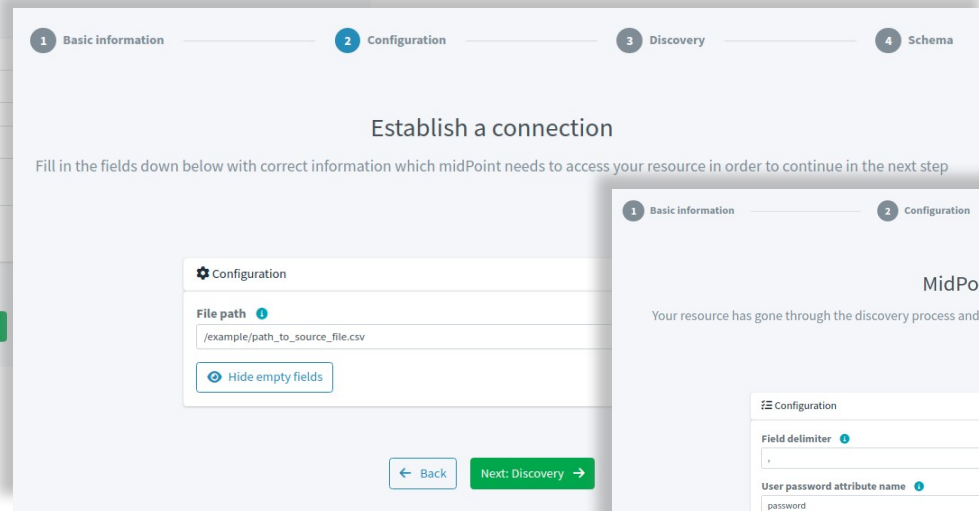 1 Basic information
2 Configuration
3 Discovery
4 Schema
Establish a connection
Fill in the fields down below with correct information which midPoint needs to access your resource in order to continue in the next step
Configuration
File path
/example/path_to_source_file.csv
Hide empty fields
← Back
Next: Discovery →
1 Basic information
2 Configuration
MidPo
Your resource has gone through the discovery process and
Configuration
Field delimiter
,
User password attribute name
password